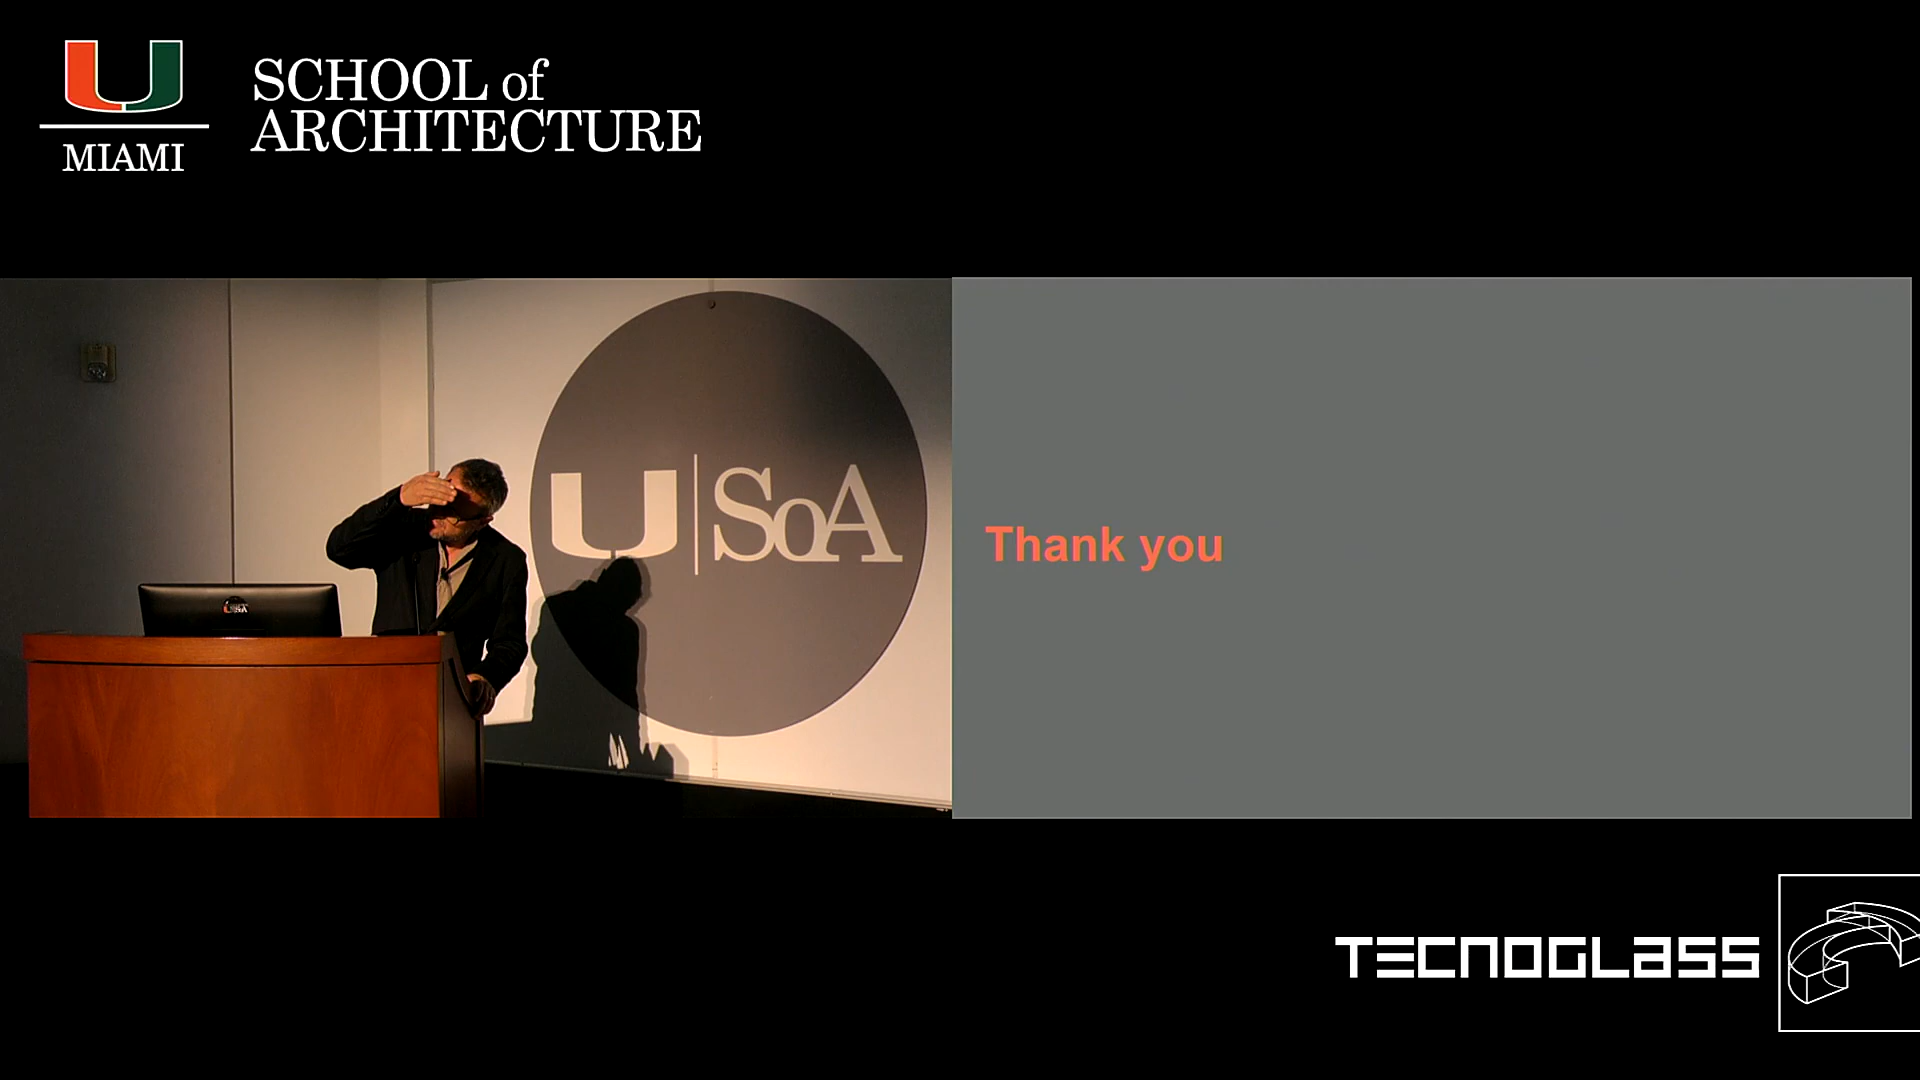 MIAMI
SCHOOL of
ARCHITECTURE
U SoA
Thank you
TECNOGLASS